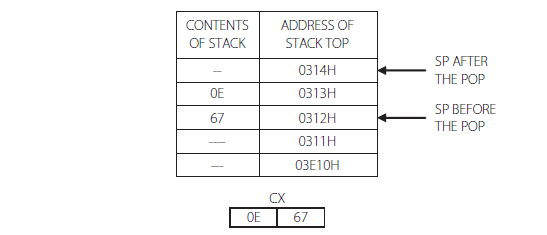 CONTENTS OF STACK ADDRESS OF STACK TOP
-- 0314H SP AFTER THE POP
0E 0313H
67 0312H SP BEFORE THE POP
---- 0311H
--- 03E10H
CX
0E 67